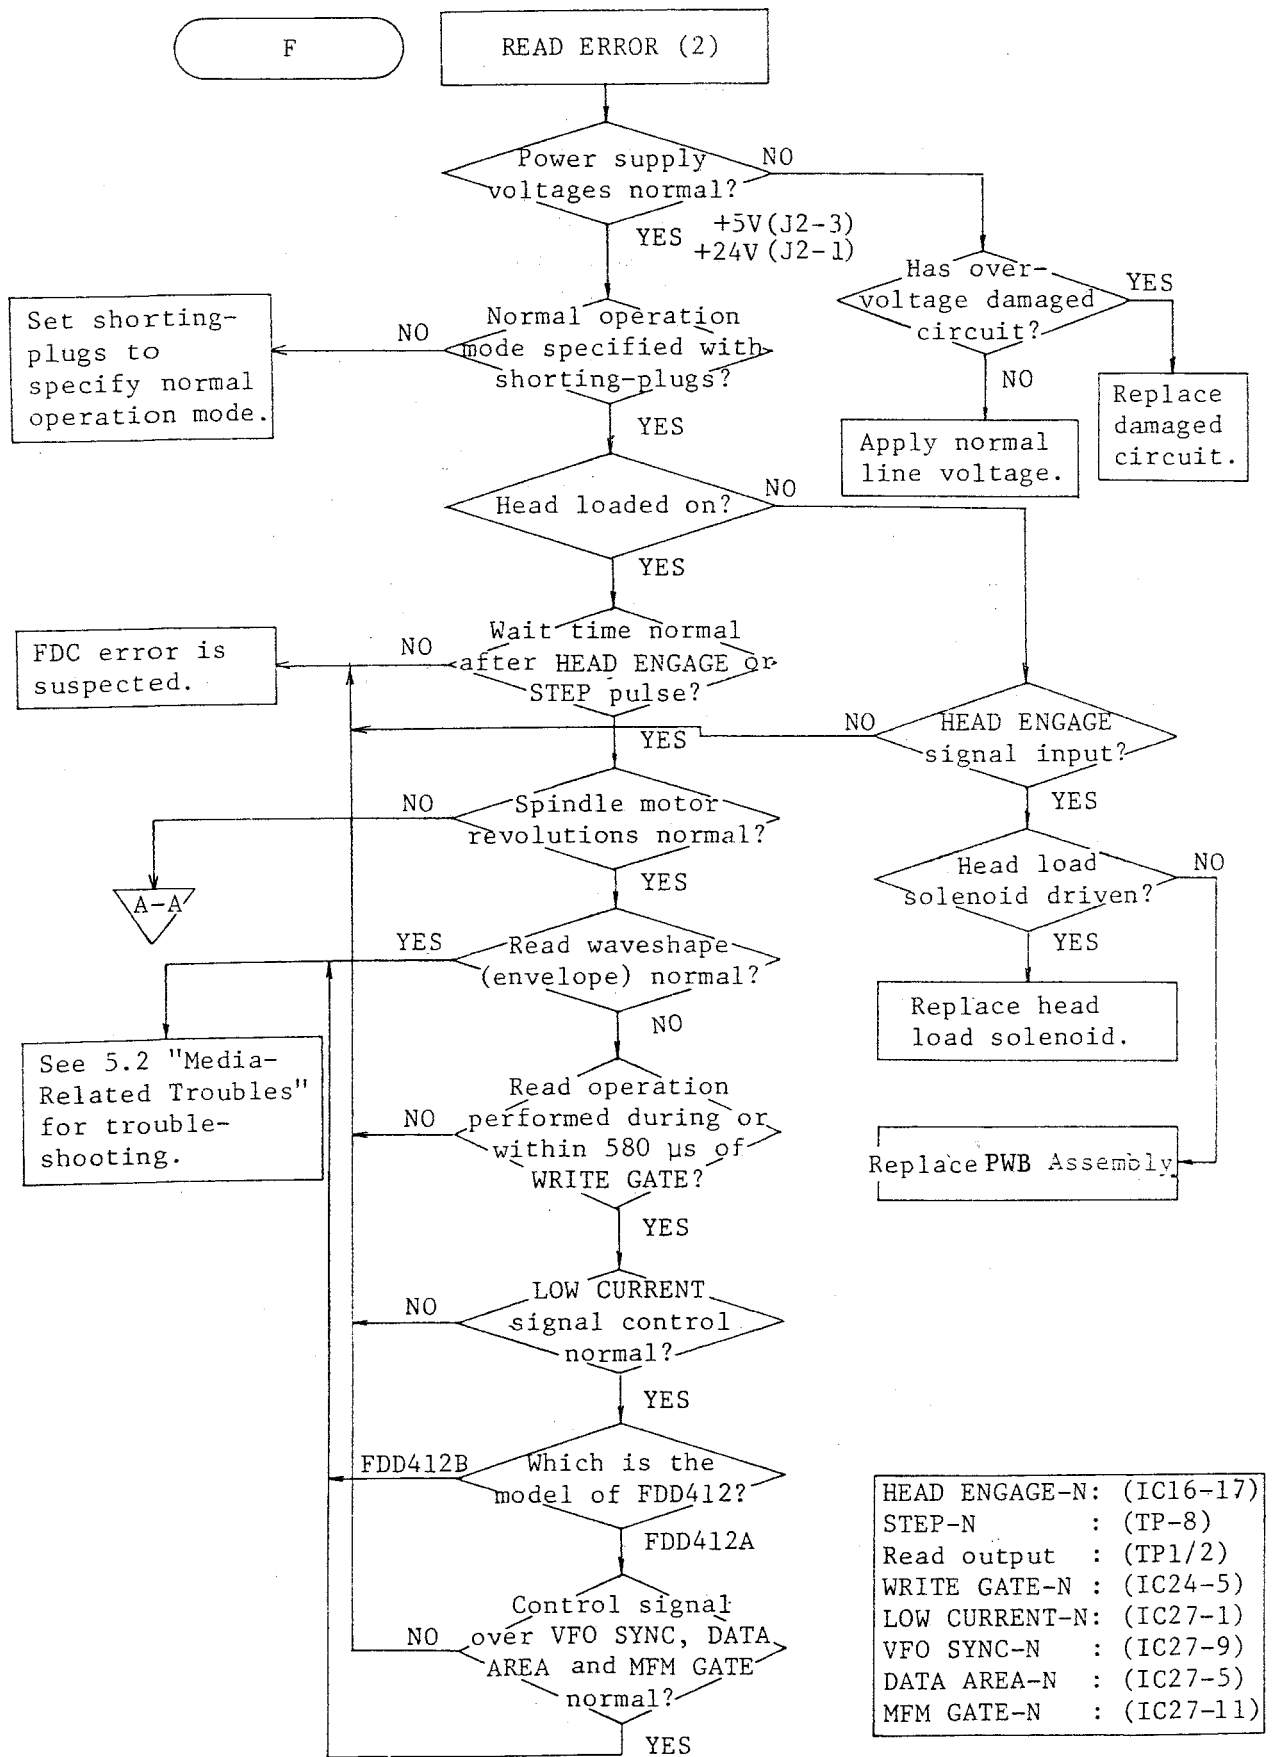 F
READ ERROR (2)
Power supply
voltages normal?
NO
YES
+5V(J2-3)
+24V(J2-1)
Has over-
voltage damaged
circuit?
YES
NO
Replace
damaged
circuit.
Apply normal
line voltage.
Normal operation
mode specified with
shorting-plugs?
NO
Set shorting-
plugs to
specify normal
operation mode.
YES
Head loaded on?
NO
YES
Wait time normal
after HEAD ENGAGE or
STEP pulse?
NO
FDC error is
suspected.
YES
HEAD ENGAGE
signal input?
NO
YES
Head load
solenoid driven?
NO
YES
Replace head
load solenoid.
Replace PWB Assembly
Spindle motor
revolutions normal?
NO
A-A
YES
Read waveshape
(envelope) normal?
YES
See 5.2 "Media-
Related Troubles"
for trouble-
shooting.
NO
Read operation
performed during or
within 580 µs of
WRITE GATE?
NO
YES
LOW CURRENT
signal control
normal?
NO
YES
Which is the
model of FDD412?
FDD412B
FDD412A
Control signal
over VFO SYNC, DATA
AREA and MFM GATE
normal?
NO
YES
HEAD ENGAGE-N: (IC16-17)
STEP-N : (TP-8)
Read output : (TP1/2)
WRITE GATE-N : (IC24-5)
LOW CURRENT-N: (IC27-1)
VFO SYNC-N : (IC27-9)
DATA AREA-N : (IC27-5)
MFM GATE-N : (IC27-11)